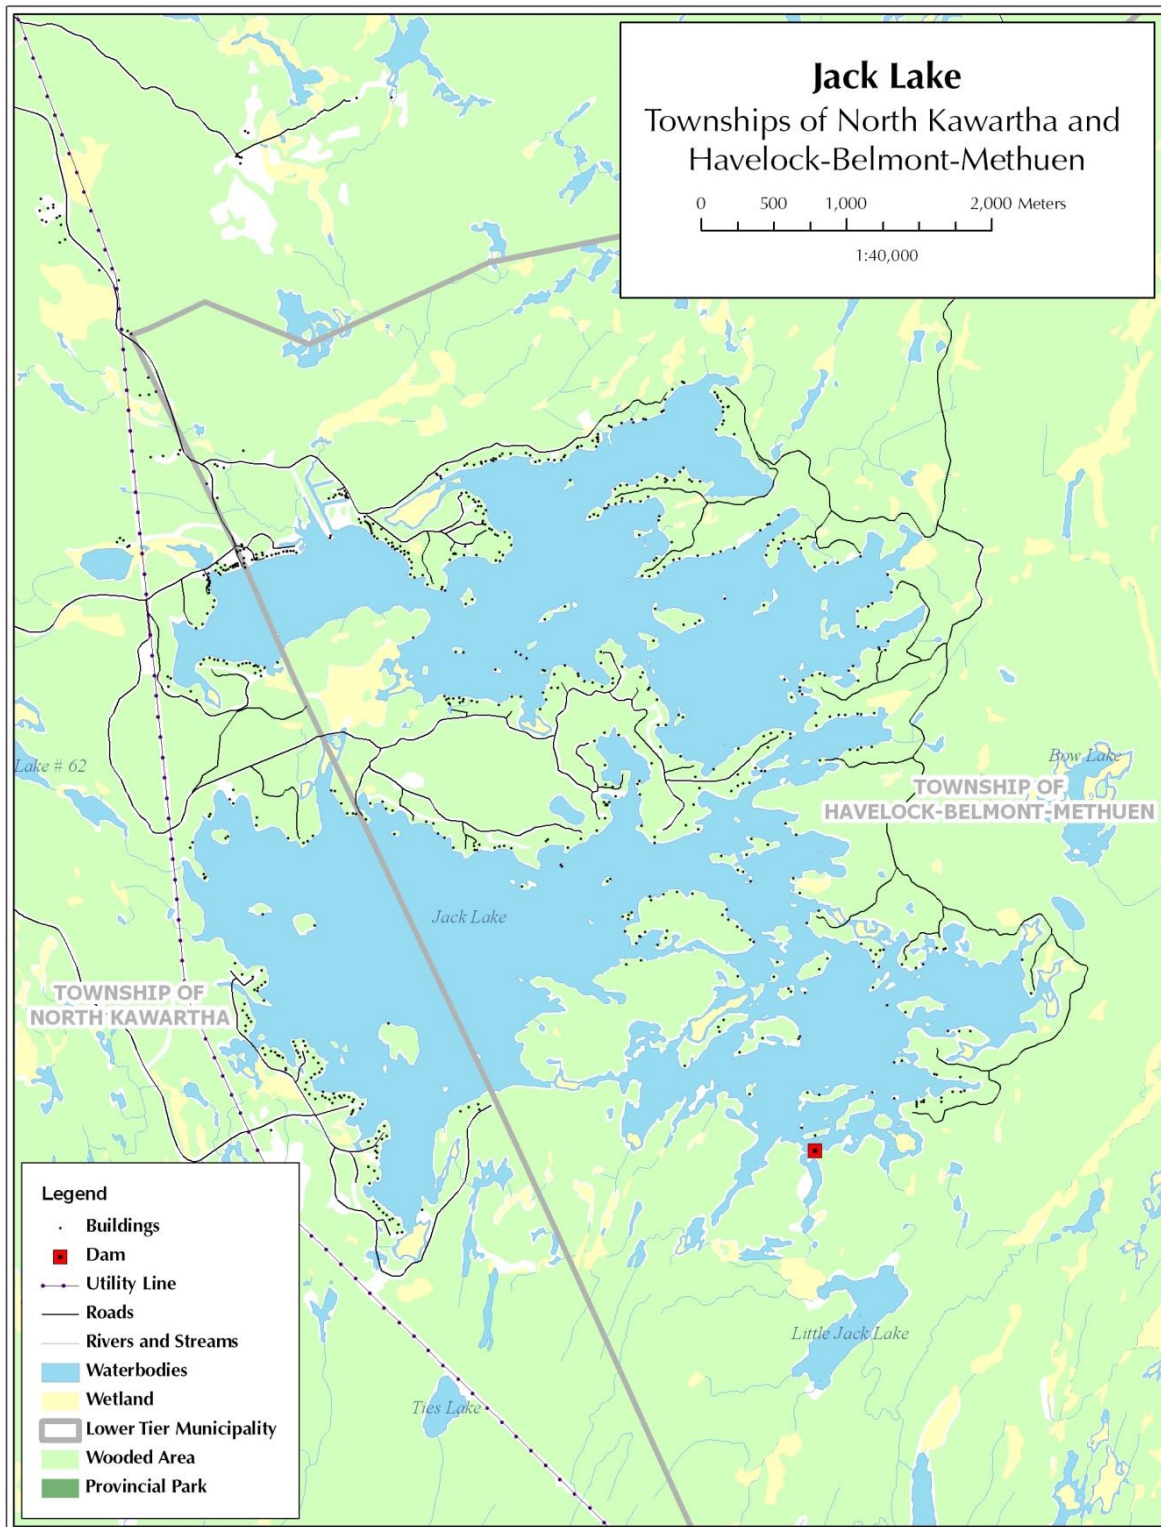 Jack Lake
Townships of North Kawartha and
Havelock-Belmont-Methuen
0 500 1,000 2,000 Meters
1:40,000
Lake # 62
Bow Lake
TOWNSHIP OF
HAVELOCK-BELMONT-METHUEN
Jack Lake
TOWNSHIP OF
NORTH KAWARTHA
Little Jack Lake
Ties Lake
Legend
Buildings
Dam
Utility Line
Roads
Rivers and Streams
Waterbodies
Wetland
Lower Tier Municipality
Wooded Area
Provincial Park